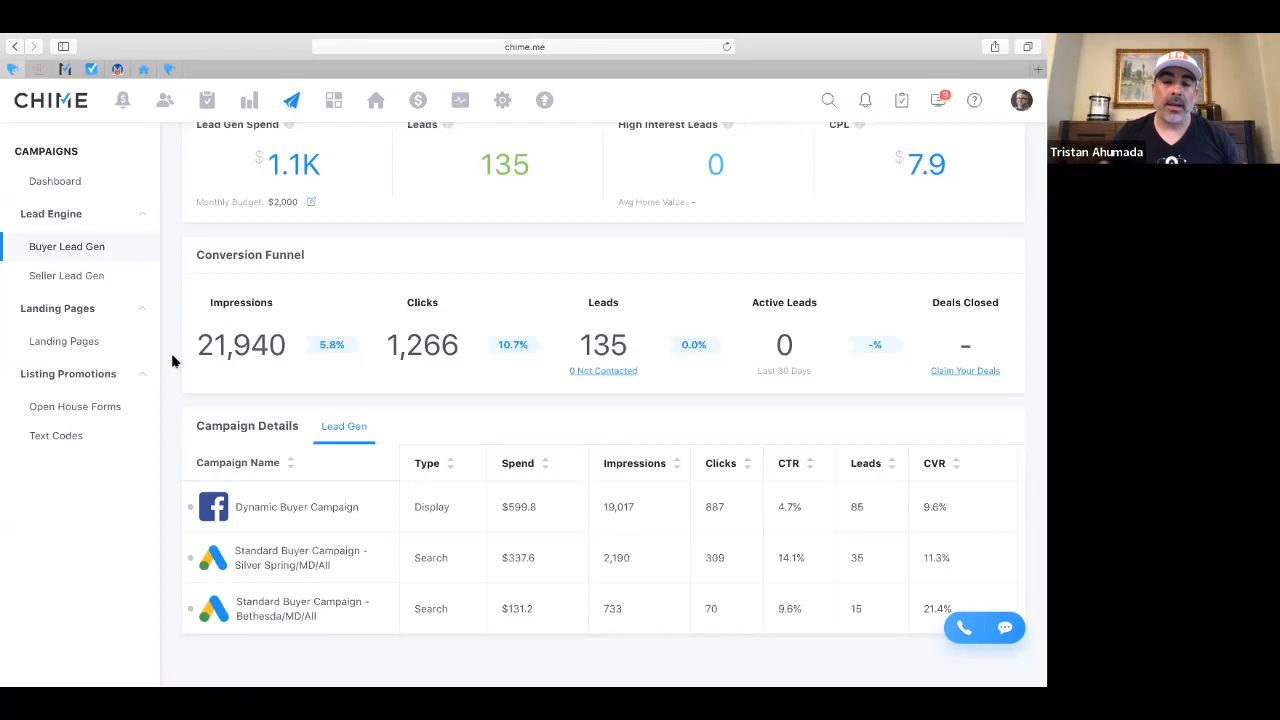 chime.me
CHIME
9
CAMPAIGNS
Dashboard
Lead Engine
Buyer Lead Gen
Seller Lead Gen
Landing Pages
Landing Pages
Listing Promotions
Open House Forms
Text Codes
Lead Gen Spend
Leads
High Interest Leads
CPL
$1.1K
135
0
$7.9
Monthly Budget: $2,000
Avg Home Value: -
Conversion Funnel
Impressions
Clicks
Leads
Active Leads
Deals Closed
21,940
5.8%
1,266
10.7%
135
0.0%
0
-%
-
0 Not Contacted
Last 30 Days
Claim Your Deals
Campaign Details
Lead Gen
Campaign Name
Type
Spend
Impressions
Clicks
CTR
Leads
CVR
Dynamic Buyer Campaign
Display
$599.8
19,017
887
4.7%
85
9.6%
Standard Buyer Campaign -
Silver Spring/MD/All
Search
$337.6
2,190
309
14.1%
35
11.3%
Standard Buyer Campaign -
Bethesda/MD/All
Search
$131.2
733
70
9.6%
15
21.4%
Tristan Ahumada